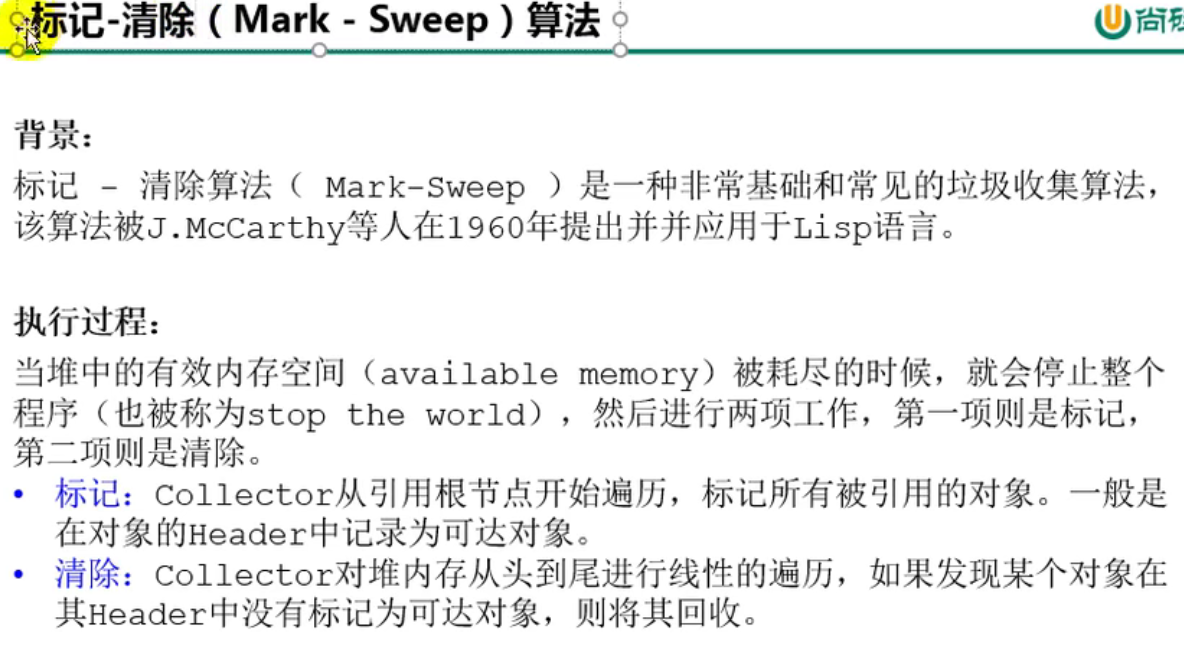 标记-清除（Mark - Sweep）算法
尚硅
背景：
标记 - 清除算法（ Mark-Sweep ）是一种非常基础和常见的垃圾收集算法，
该算法被J.McCarthy等人在1960年提出并并应用于Lisp语言。
执行过程：
当堆中的有效内存空间（available memory）被耗尽的时候，就会停止整个
程序（也被称为stop the world），然后进行两项工作，第一项则是标记，
第二项则是清除。
• 标记：Collector从引用根节点开始遍历，标记所有被引用的对象。一般是
在对象的Header中记录为可达对象。
• 清除：Collector对堆内存从头到尾进行线性的遍历，如果发现某个对象在
其Header中没有标记为可达对象，则将其回收。